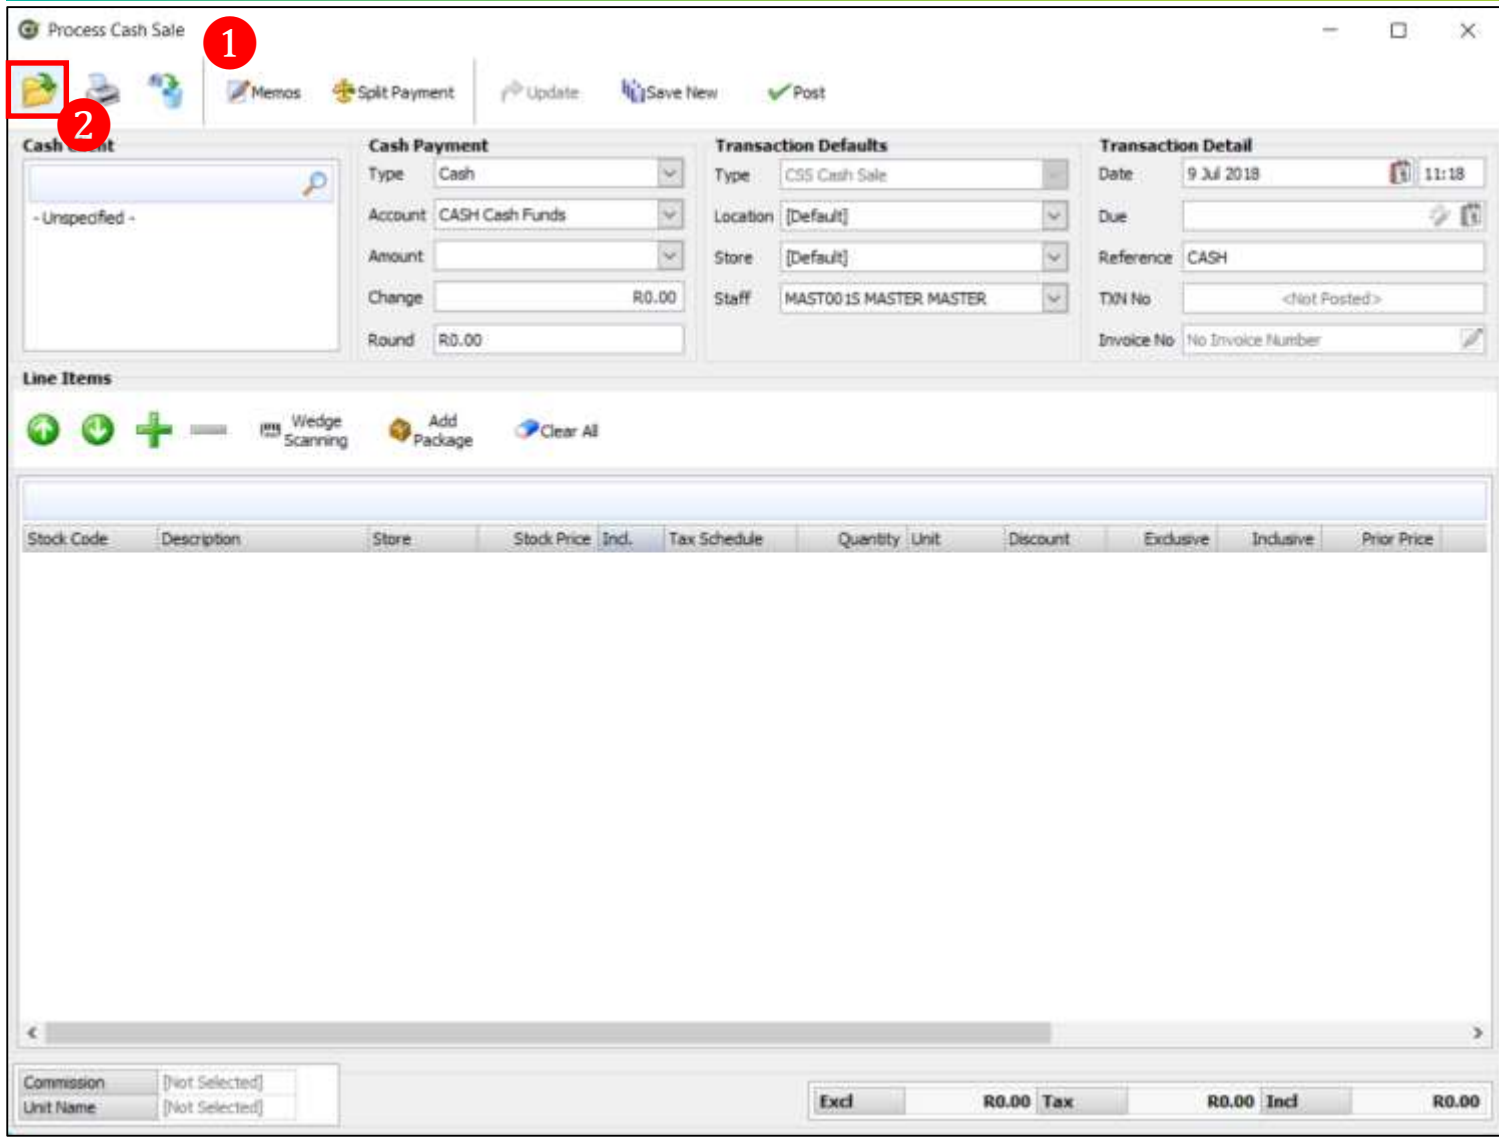 Process Cash Sale
1
Memos Split Payment Update Save New Post
2
Cash Payment Transaction Defaults Transaction Detail
Type Cash Type CSS Cash Sale Date 9 Jul 2018 11:18
- Unspecified - Account CASH Cash Funds Location [Default] Due
Amount Store [Default] Reference CASH
Change R0.00 Staff MAST001S MASTER MASTER TXN No <Not Posted>
Round R0.00 Invoice No No Invoice Number
Line Items
Wedge Scanning Add Package Clear All
Stock Code Description Store Stock Price Incl. Tax Schedule Quantity Unit Discount Exclusive Inclusive Prior Price
Commission [Not Selected]
Unit Name [Not Selected]
Excl R0.00 Tax R0.00 Incl R0.00